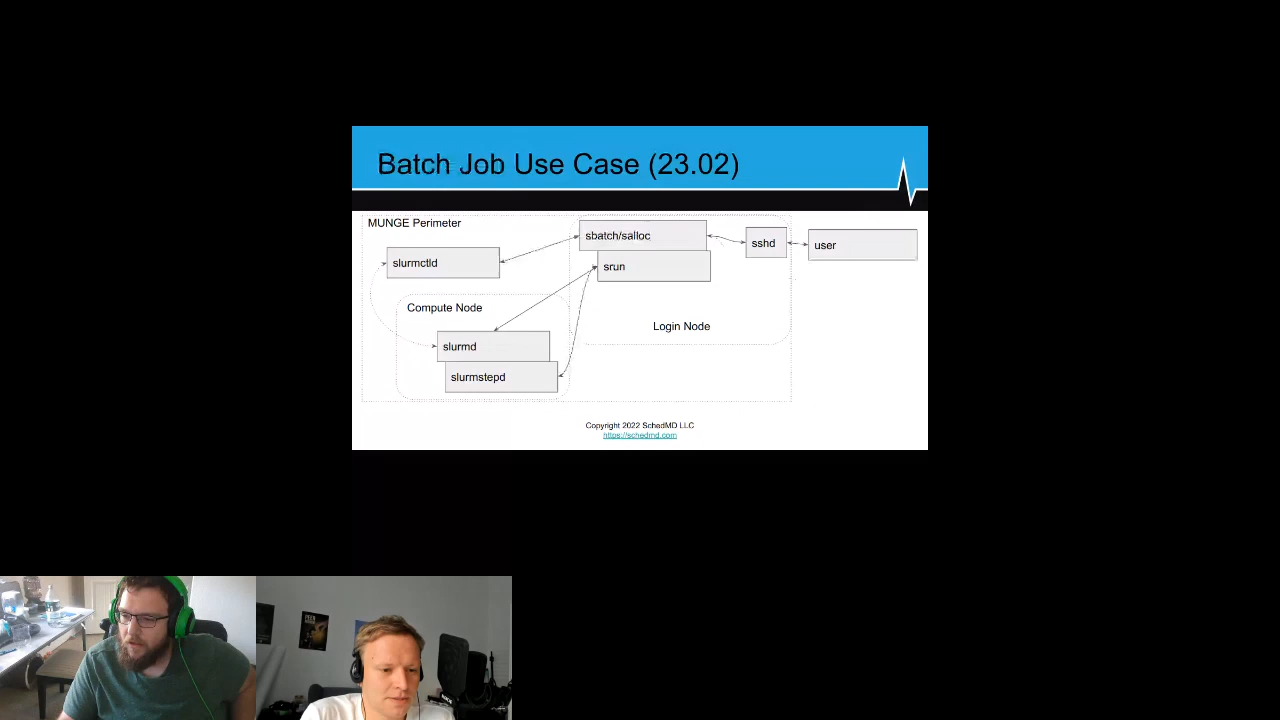 Batch Job Use Case (23.02)
MUNGE Perimeter
sbatch/salloc
sshd
user
slurmctld
srun
Compute Node
Login Node
slurmd
slurmstepd
Copyright 2022 SchedMD LLC
https://schedmd.com